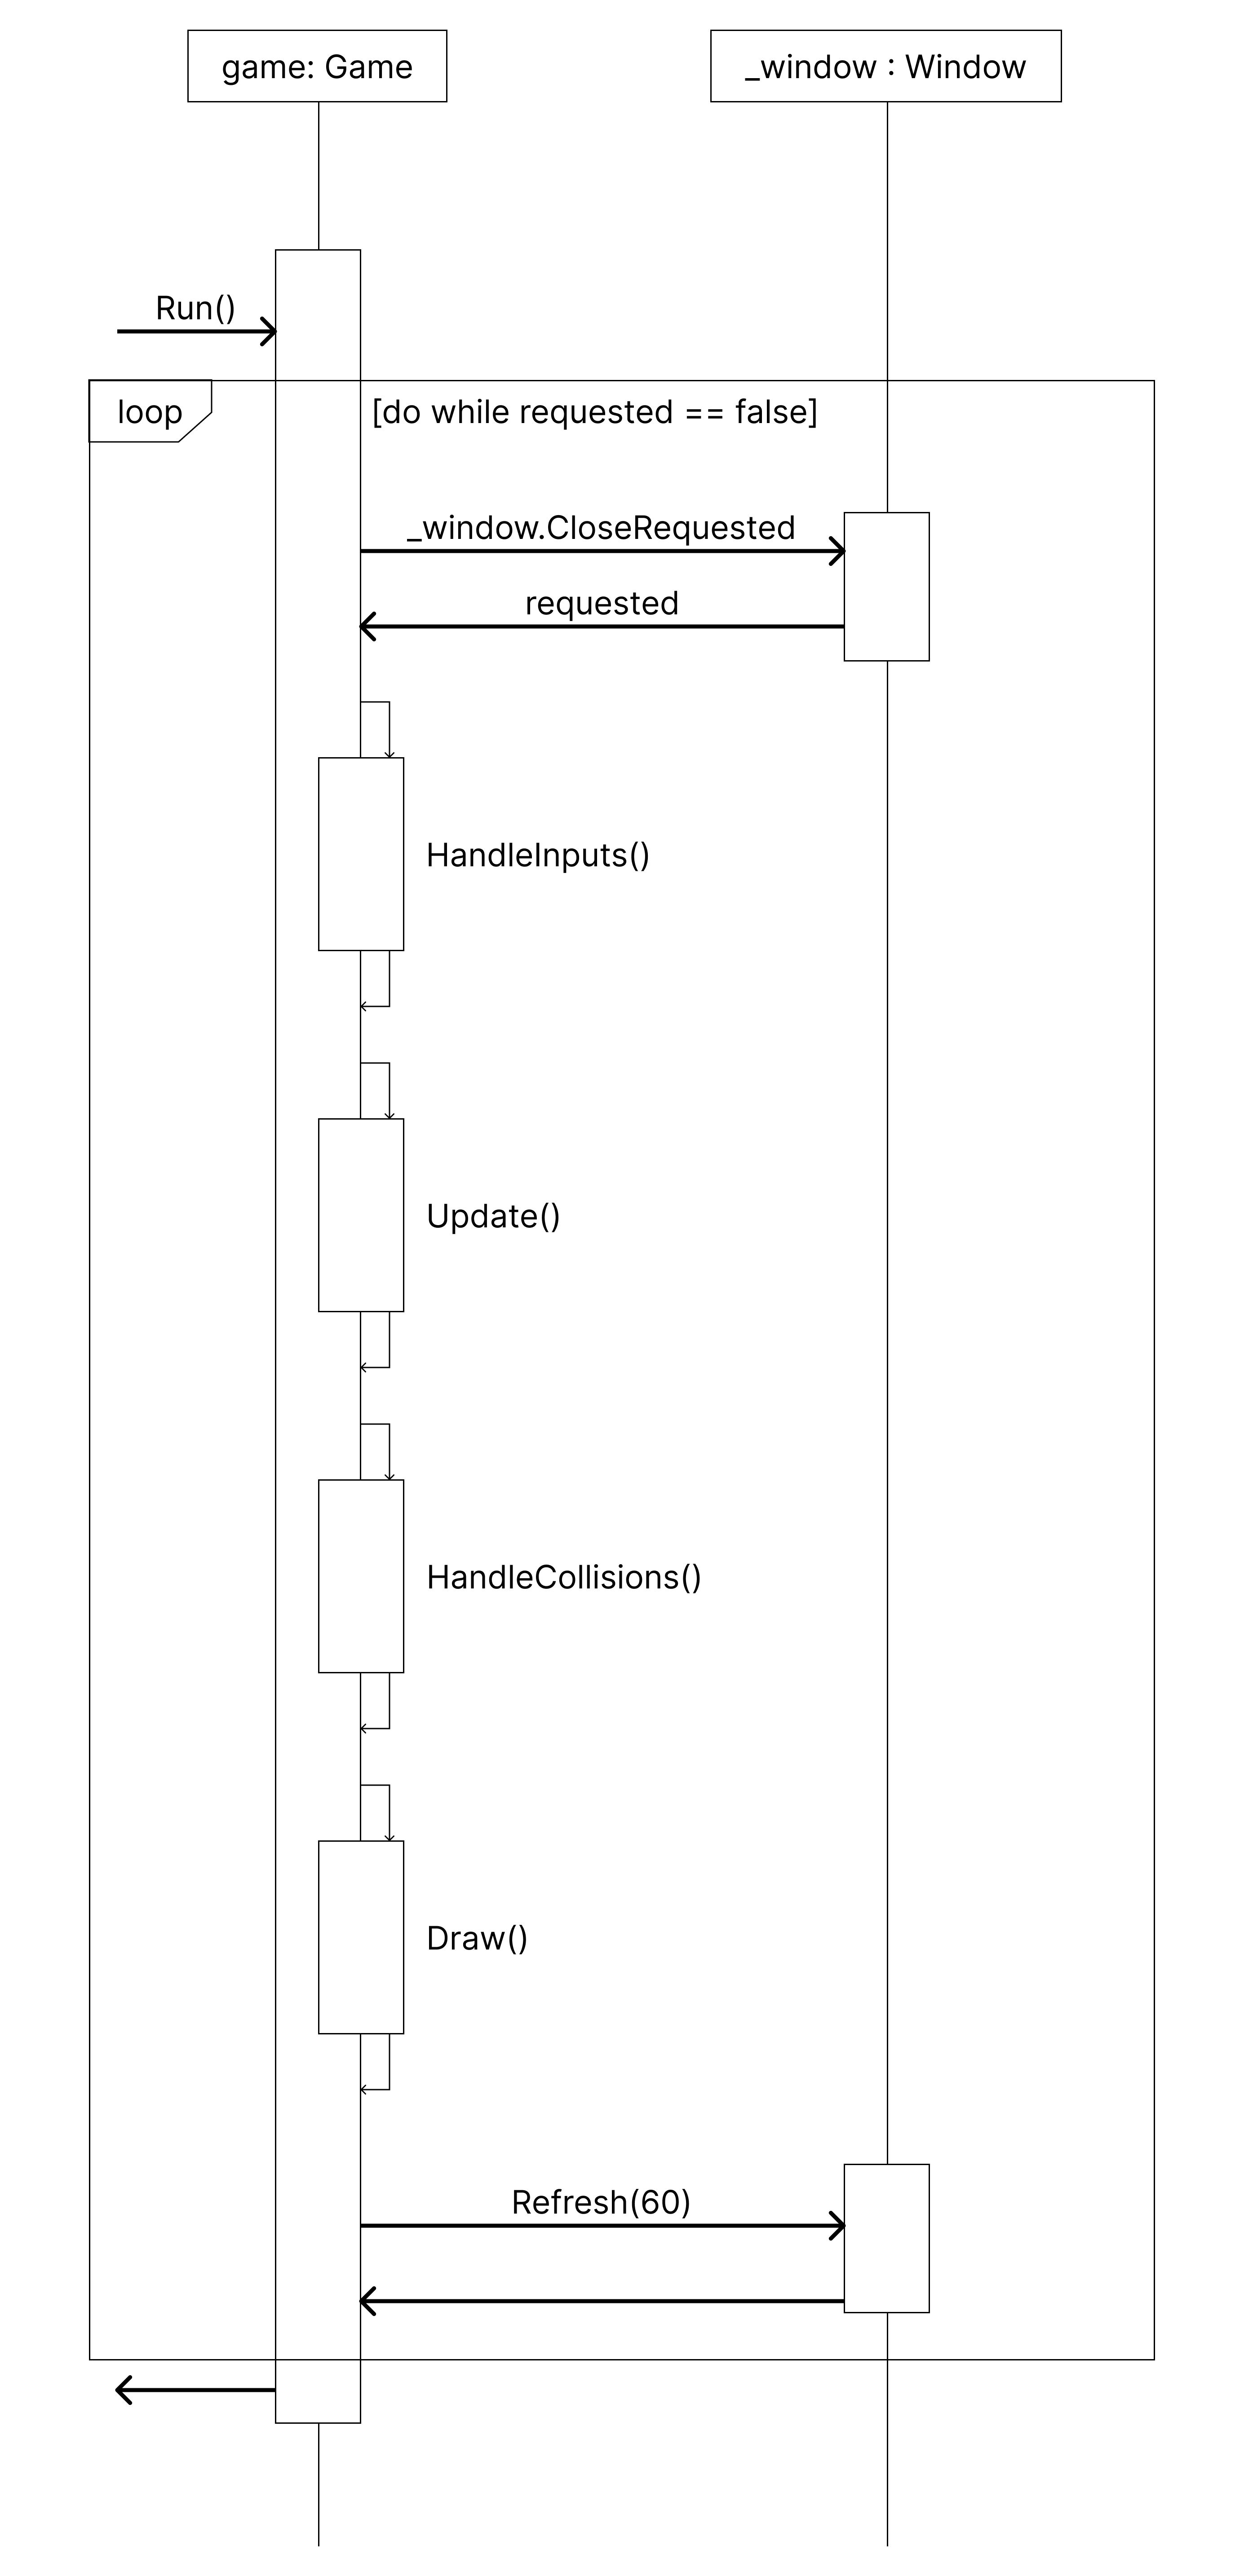 game: Game
_window : Window
Run()
loop
[do while requested == false]
_window.CloseRequested
requested
HandleInputs()
Update()
HandleCollisions()
Draw()
Refresh(60)